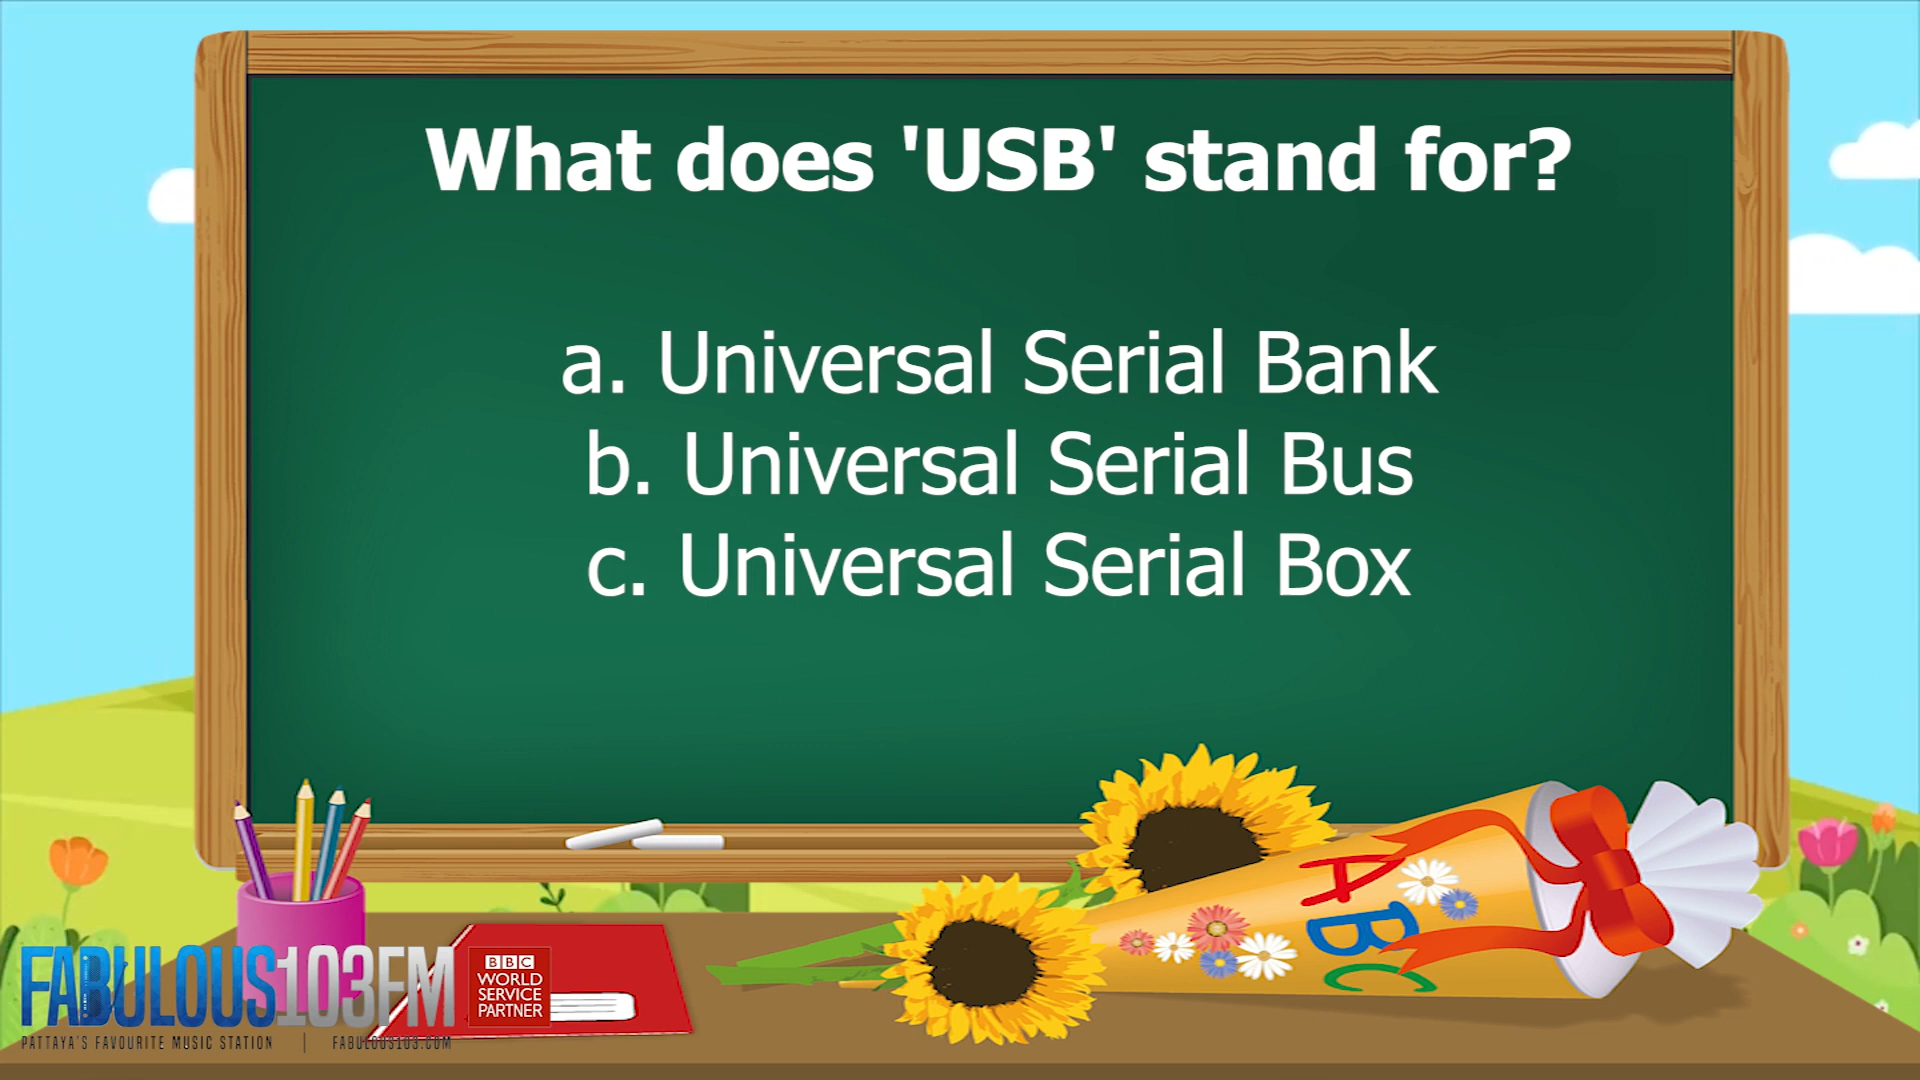 What does 'USB' stand for?
a. Universal Serial Bank
b. Universal Serial Bus
c. Universal Serial Box
ABC
FABULOUS103FM
PATTAYA'S FAVOURITE MUSIC STATION | FABULOUS103.COM
BBC
WORLD
SERVICE
PARTNER